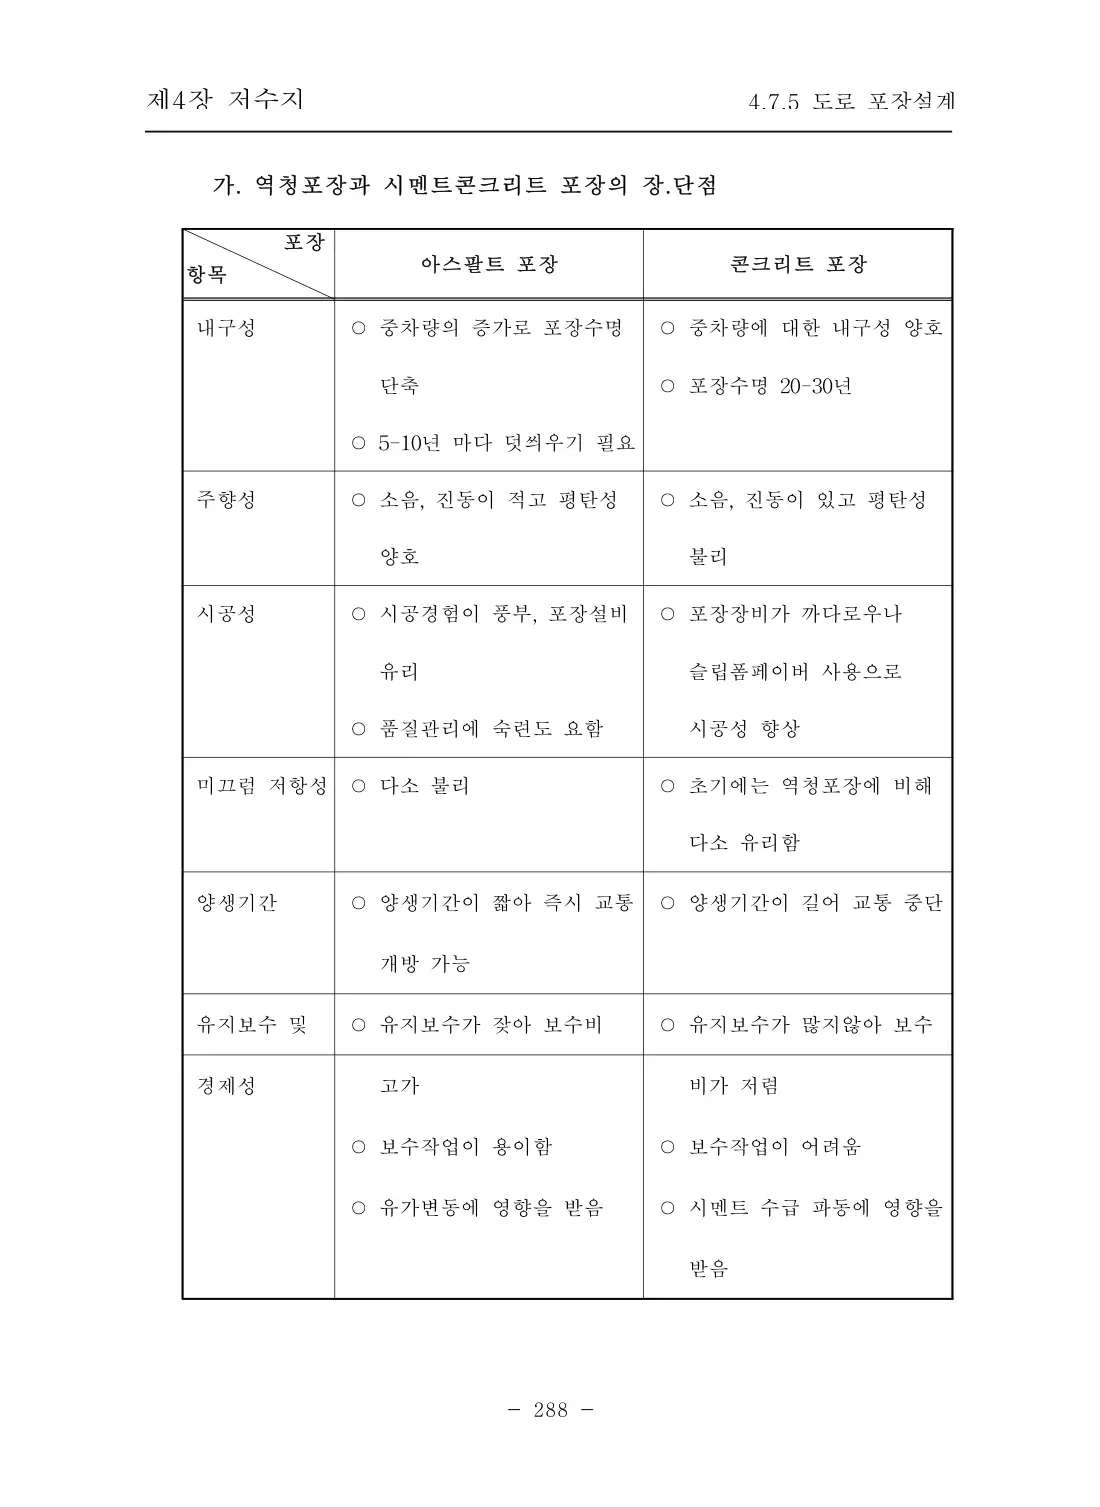 제4장 저수지
4.7.5 도로 포장설계
가. 역청포장과 시멘트콘크리트 포장의 장.단점
포장
항목
아스팔트 포장
콘크리트 포장
내구성
○ 중차량의 증가로 포장수명
단축
○ 5-10년 마다 덧씌우기 필요
○ 중차량에 대한 내구성 양호
○ 포장수명 20-30년
주향성
○ 소음, 진동이 적고 평탄성
양호
○ 소음, 진동이 있고 평탄성
불리
시공성
○ 시공경험이 풍부, 포장설비
유리
○ 품질관리에 숙련도 요함
○ 포장장비가 까다로우나
슬립폼페이버 사용으로
시공성 향상
미끄럼 저항성
○ 다소 불리
○ 초기에는 역청포장에 비해
다소 유리함
양생기간
○ 양생기간이 짧아 즉시 교통
개방 가능
○ 양생기간이 길어 교통 중단
유지보수 및
○ 유지보수가 잦아 보수비
○ 유지보수가 많지않아 보수
경제성
고가
○ 보수작업이 용이함
○ 유가변동에 영향을 받음
비가 저렴
○ 보수작업이 어려움
○ 시멘트 수급 파동에 영향을
받음
- 288 -